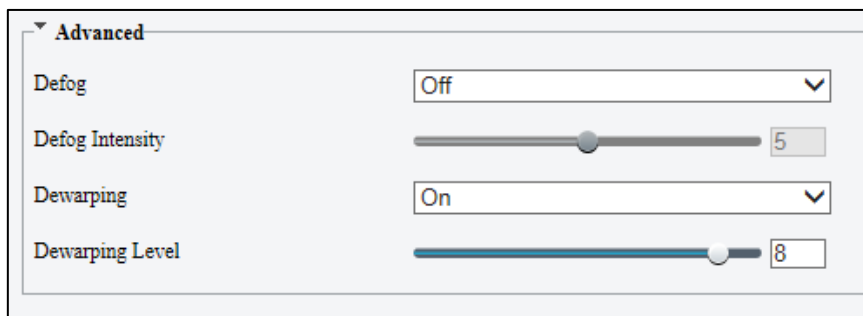 Advanced
Defog Off
Defog Intensity 5
Dewarping On
Dewarping Level 8